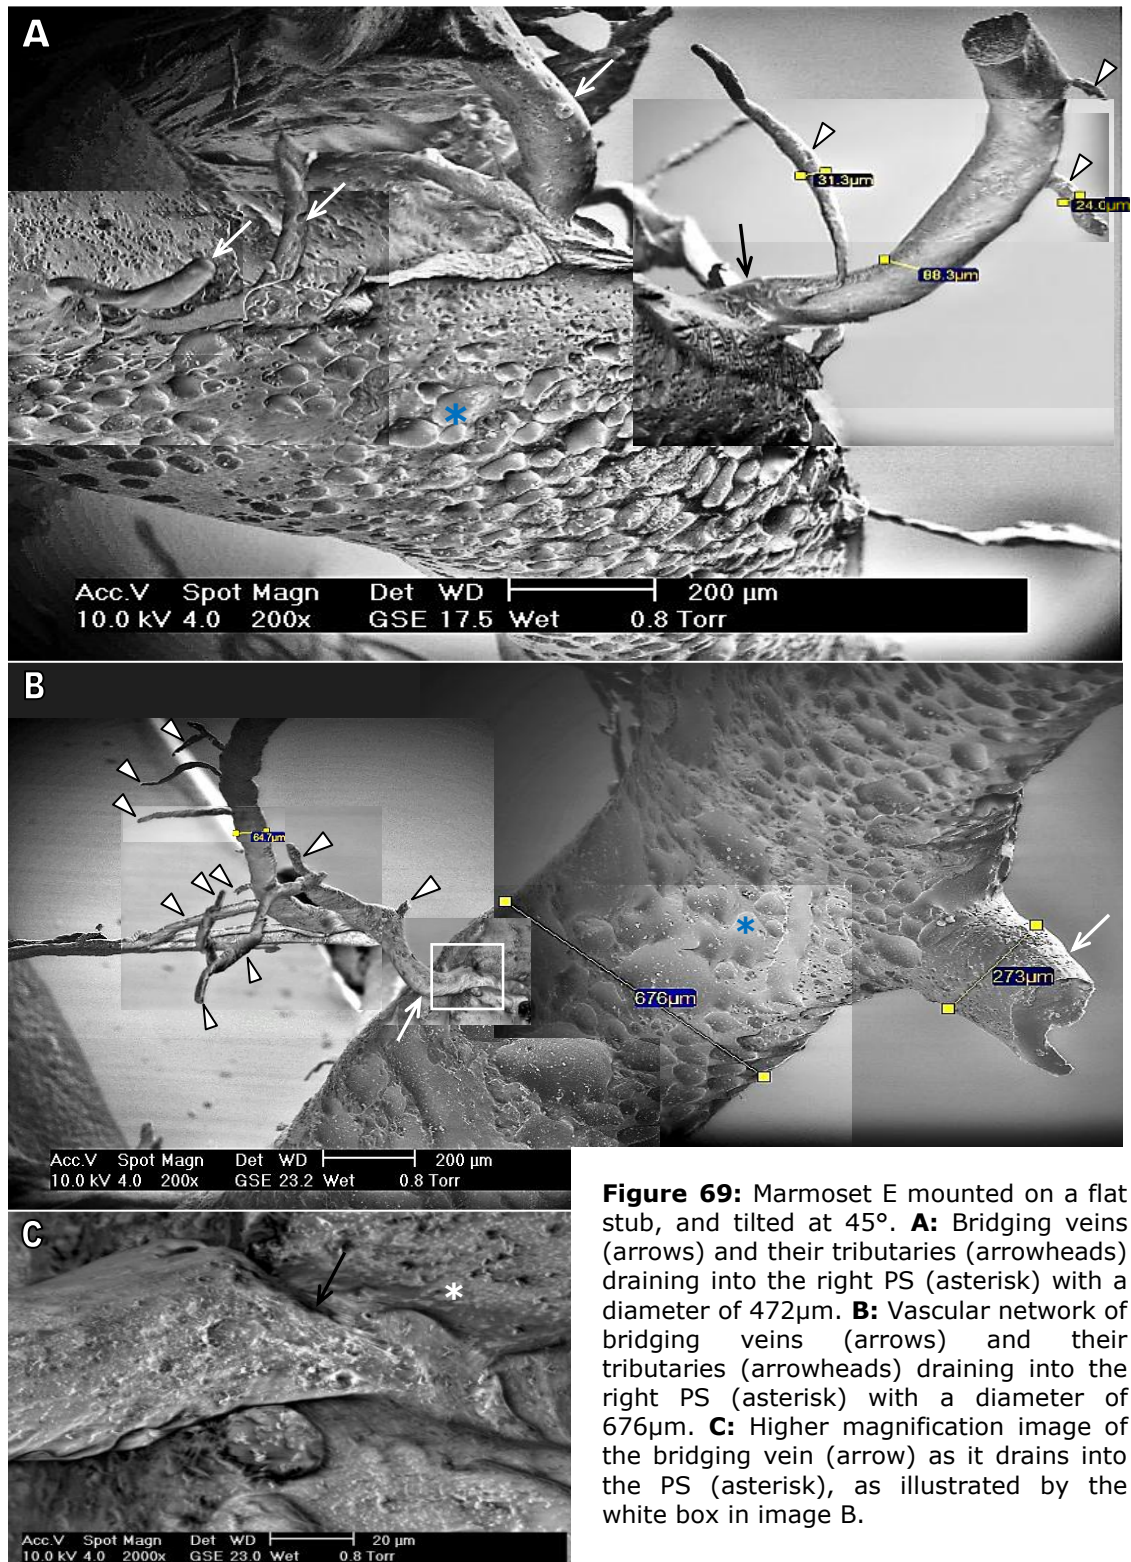 A
31.3µm
24.0µm
88.3µm
*
Acc.V Spot Magn Det WD 200 µm
10.0 kV 4.0 200x GSE 17.5 Wet 0.8 Torr
B
64.7µm
*
676µm
273µm
Acc.V Spot Magn Det WD 200 µm
10.0 kV 4.0 200x GSE 23.2 Wet 0.8 Torr
C
*
Acc.V Spot Magn Det WD 20 µm
10.0 kV 4.0 2000x GSE 23.0 Wet 0.8 Torr
Figure 69: Marmoset E mounted on a flat
stub, and tilted at 45°. A: Bridging veins
(arrows) and their tributaries (arrowheads)
draining into the right PS (asterisk) with a
diameter of 472µm. B: Vascular network of
bridging veins (arrows) and their
tributaries (arrowheads) draining into the
right PS (asterisk) with a diameter of
676µm. C: Higher magnification image of
the bridging vein (arrow) as it drains into
the PS (asterisk), as illustrated by the
white box in image B.